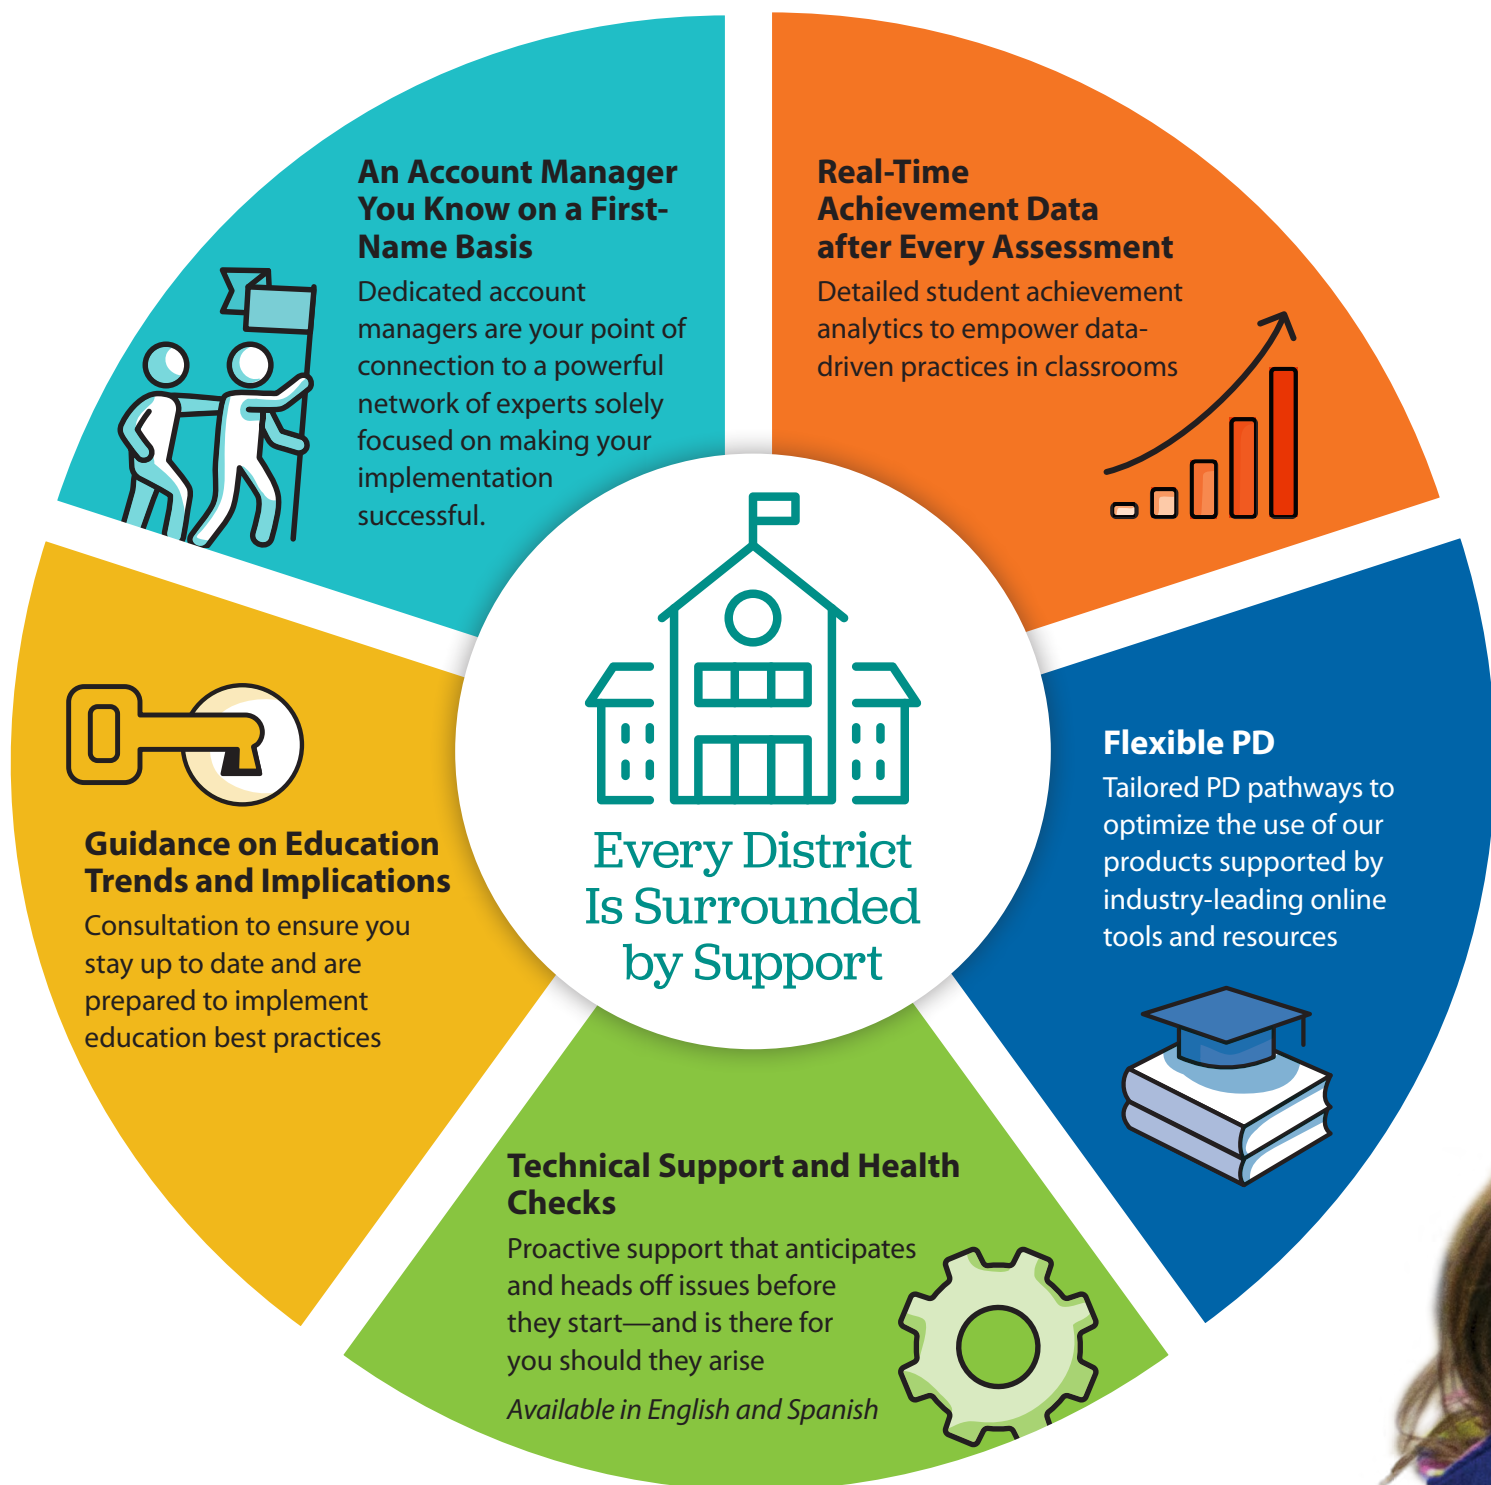 An Account Manager
You Know on a First-
Name Basis
Dedicated account
managers are your point of
connection to a powerful
network of experts solely
focused on making your
implementation
successful.
Real-Time
Achievement Data
after Every Assessment
Detailed student achievement
analytics to empower data-
driven practices in classrooms
Flexible PD
Tailored PD pathways to
optimize the use of our
products supported by
industry-leading online
tools and resources
Technical Support and Health
Checks
Proactive support that anticipates
and heads off issues before
they start—and is there for
you should they arise
Available in English and Spanish
Guidance on Education
Trends and Implications
Consultation to ensure you
stay up to date and are
prepared to implement
education best practices
Every District
Is Surrounded
by Support